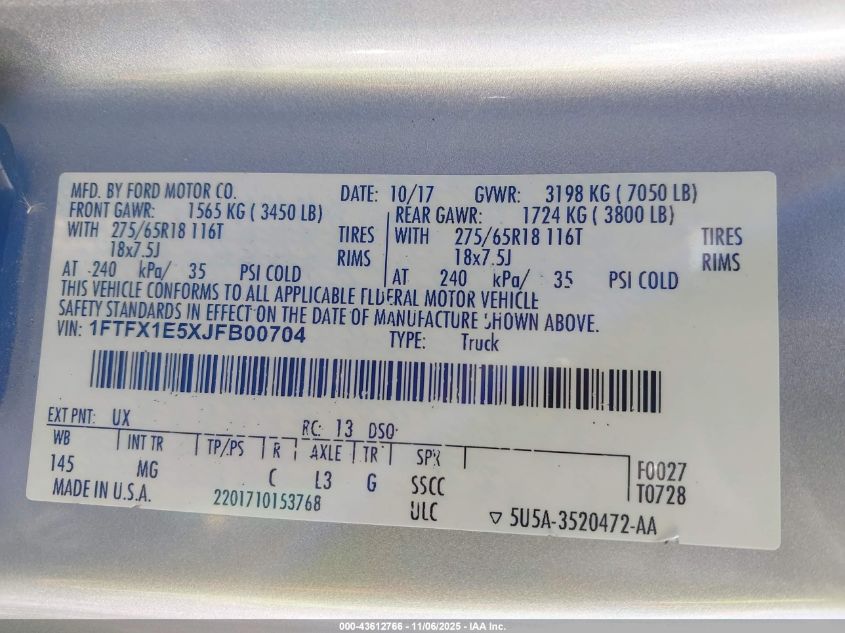 MFD. BY FORD MOTOR CO. DATE: 10/17 GVWR: 3198 KG ( 7050 LB)
FRONT GAWR: 1565 KG ( 3450 LB) REAR GAWR: 1724 KG ( 3800 LB)
WITH 275/65R18 116T TIRES WITH 275/65R18 116T TIRES
18x7.5J RIMS 18x7.5J RIMS
AT 240 kPa/ 35 PSI COLD AT 240 kPa/ 35 PSI COLD
THIS VEHICLE CONFORMS TO ALL APPLICABLE FEDERAL MOTOR VEHICLE
SAFETY STANDARDS IN EFFECT ON THE DATE OF MANUFACTURE SHOWN ABOVE.
VIN: 1FTFX1E5XJFB00704 TYPE: Truck
EXT PNT: UX RC: 13 DSO:
WB INT TR TP/PS R AXLE TR SPR
145 MG C L3 G SSCC F0027
MADE IN U.S.A. 2201710153768 ULC T0728
▽ 5U5A-3520472-AA
000-43612766 - 11/06/2025 - IAA Inc.